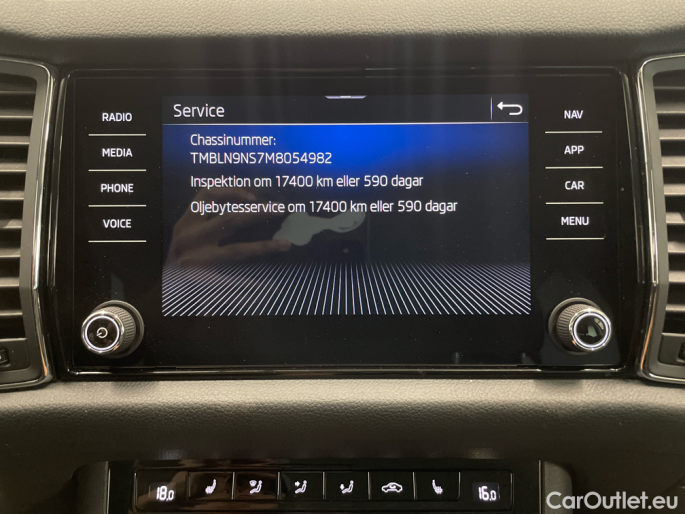 Service
RADIO
MEDIA
PHONE
VOICE
Chassinummer:
TMBLN9NS7M8054982
Inspektion om 17400 km eller 590 dagar
Oljebytesservice om 17400 km eller 590 dagar
NAV
APP
CAR
MENU
18.0
16.0
CarOutlet.eu